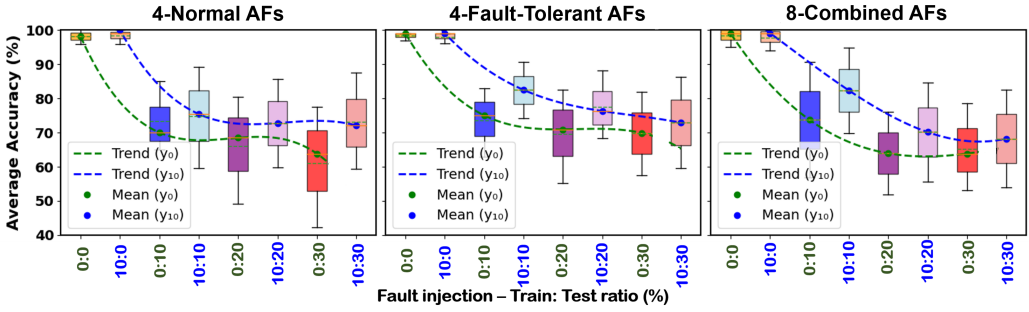 4-Normal AFs
4-Fault-Tolerant AFs
8-Combined AFs
Average Accuracy (%)
100
90
80
70
60
50
40
Trend (y₀)
Trend (y₁₀)
Mean (y₀)
Mean (y₁₀)
Trend (y₀)
Trend (y₁₀)
Mean (y₀)
Mean (y₁₀)
Trend (y₀)
Trend (y₁₀)
Mean (y₀)
Mean (y₁₀)
0:0 10:0 0:10 10:10 0:20 10:20 0:30 10:30
0:0 10:0 0:10 10:10 0:20 10:20 0:30 10:30
0:0 10:0 0:10 10:10 0:20 10:20 0:30 10:30
Fault injection – Train: Test ratio (%)